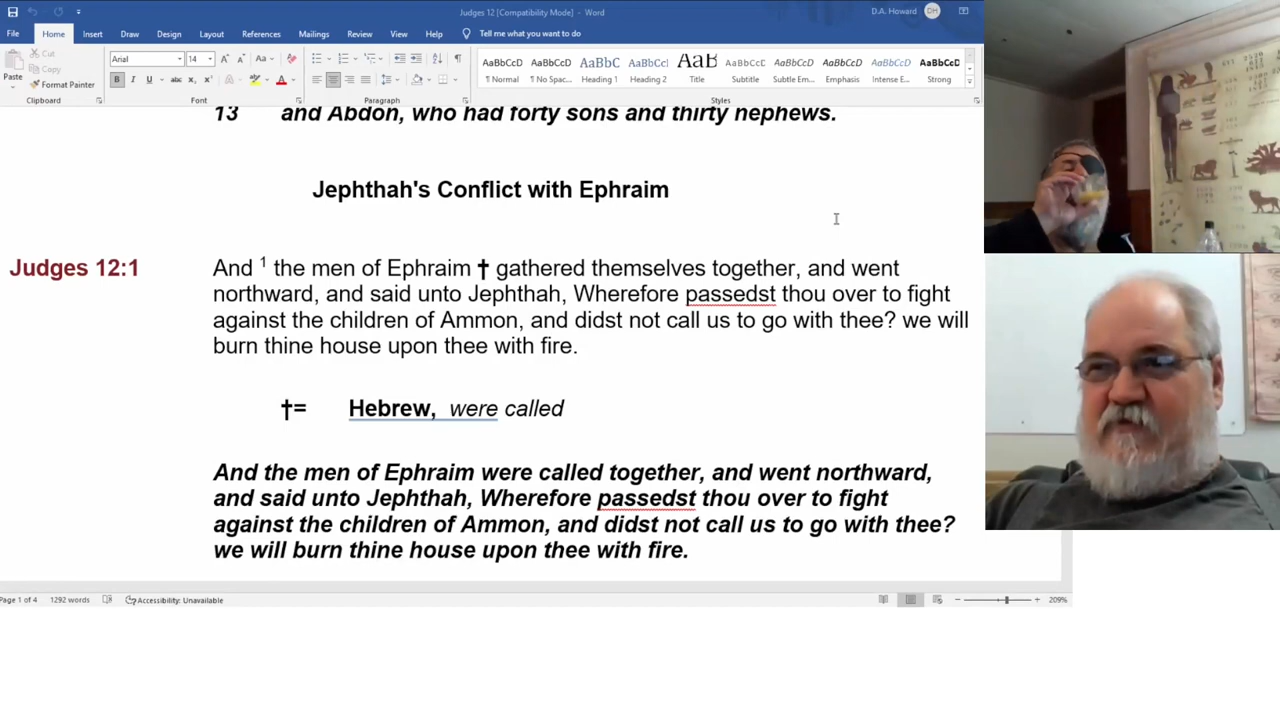 Judges 12 [Compatibility Mode] - Word
D.A. Howard
DH
File Home Insert Draw Design Layout References Mailings Review View Help Tell me what you want to do
Cut
Copy
Format Painter
Paste
Clipboard
Arial 14
Font
Paragraph
AaBbCcD AaBbCcD AaBbC AaBbCcI AaB AaBbCcD AaBbCcD AaBbCcD AaBbCcD AaBbCcD
¶ Normal ¶ No Spac... Heading 1 Heading 2 Title Subtitle Subtle Em... Emphasis Intense E... Strong
Styles
13 and Abdon, who had forty sons and thirty nephews.
Jephthah's Conflict with Ephraim
Judges 12:1 And 1 the men of Ephraim † gathered themselves together, and went
northward, and said unto Jephthah, Wherefore passedst thou over to fight
against the children of Ammon, and didst not call us to go with thee? we will
burn thine house upon thee with fire.
†= Hebrew, were called
And the men of Ephraim were called together, and went northward,
and said unto Jephthah, Wherefore passedst thou over to fight
against the children of Ammon, and didst not call us to go with thee?
we will burn thine house upon thee with fire.
Page 1 of 4 1292 words Accessibility: Unavailable 209%